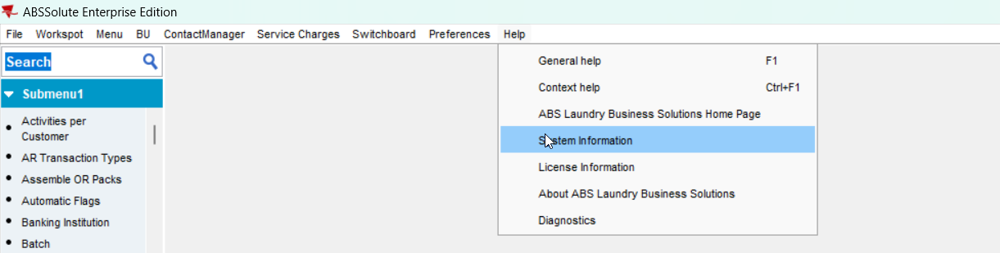 ABSSolute Enterprise Edition
File Workspot Menu BU ContactManager Service Charges Switchboard Preferences Help
Search
Submenu1
Activities per
Customer
AR Transaction Types
Assemble OR Packs
Automatic Flags
Banking Institution
Batch
General help F1
Context help Ctrl+F1
ABS Laundry Business Solutions Home Page
System Information
License Information
About ABS Laundry Business Solutions
Diagnostics